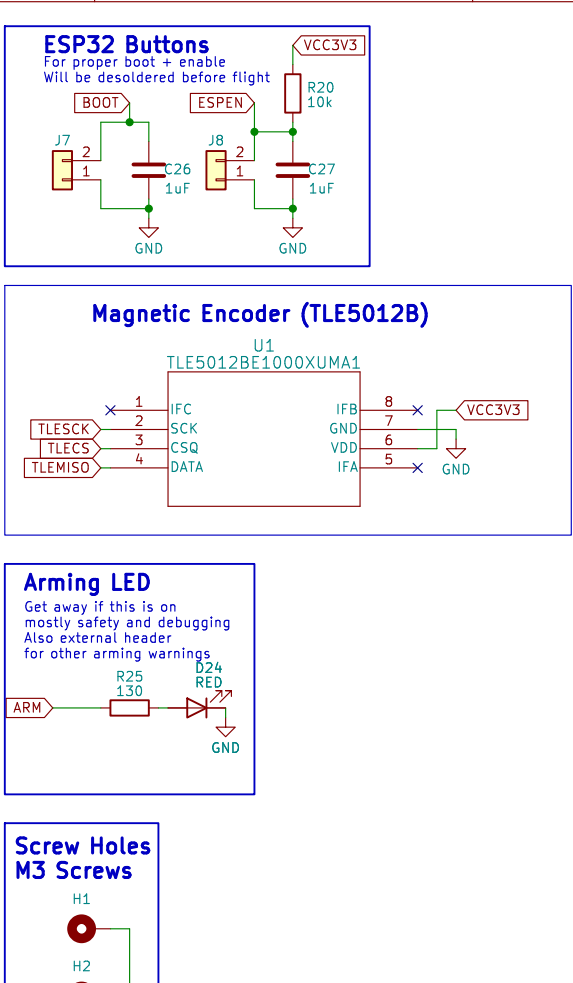 ESP32 Buttons
For proper boot + enable
Will be desoldered before flight
VCC3V3
R20
10k
BOOT
ESPEN
J7
2
1
C26
1uF
J8
2
1
C27
1uF
GND
GND
Magnetic Encoder (TLE5012B)
U1
TLE5012BE1000XUMA1
1 IFC
TLESCK 2 SCK
TLECS 3 CSQ
TLEMISO 4 DATA
IFB 8
GND 7
VDD 6
IFA 5
VCC3V3
GND
Arming LED
Get away if this is on
mostly safety and debugging
Also external header
for other arming warnings
R25
130
D24
RED
ARM
GND
Screw Holes
M3 Screws
H1
H2